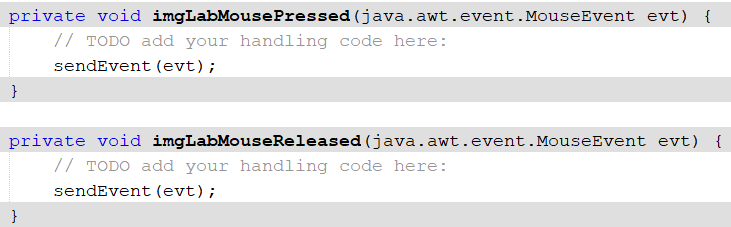 private void imgLabMousePressed(java.awt.event.MouseEvent evt) {
    // TODO add your handling code here:
    sendEvent(evt);
}
private void imgLabMouseReleased(java.awt.event.MouseEvent evt) {
    // TODO add your handling code here:
    sendEvent(evt);
}